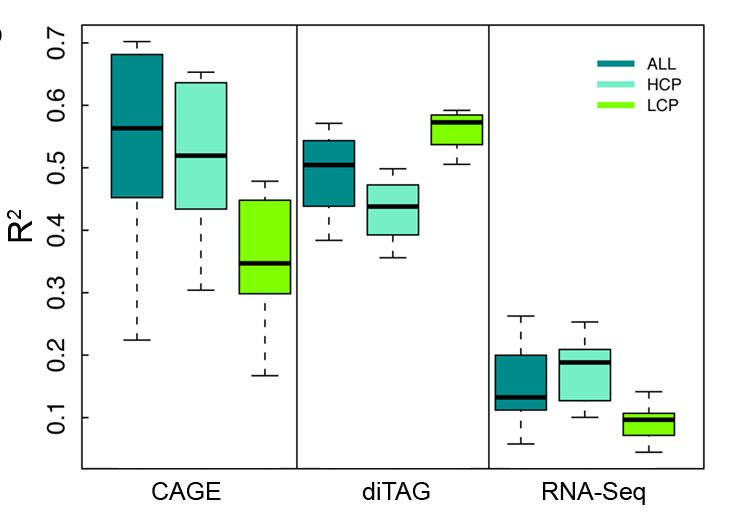 R²
0.7
0.6
0.5
0.4
0.3
0.2
0.1
ALL
HCP
LCP
CAGE diTAG RNA-Seq